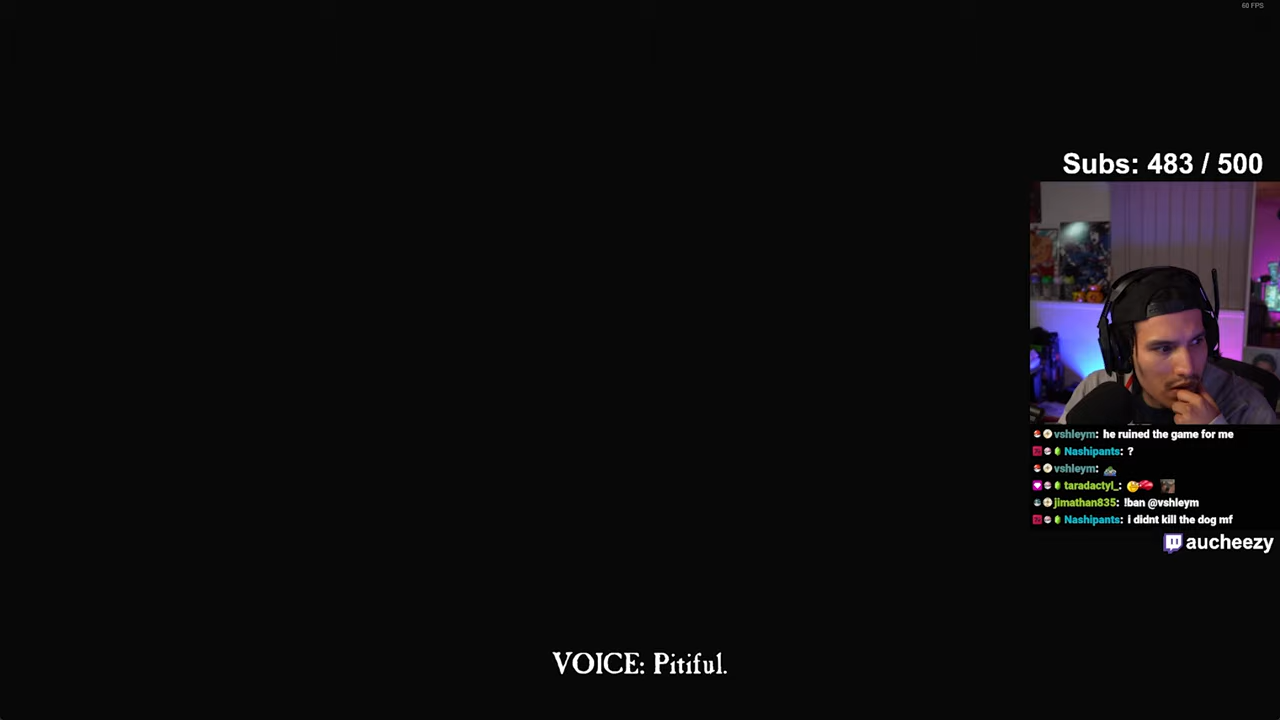 60 FPS
Subs: 483 / 500
vshleym: he ruined the game for me
Nashipants: ?
vshleym:
taradactyl_:
jimathan835: !ban @vshleym
Nashipants: i didnt kill the dog mf
aucheezy
VOICE: Pitiful.